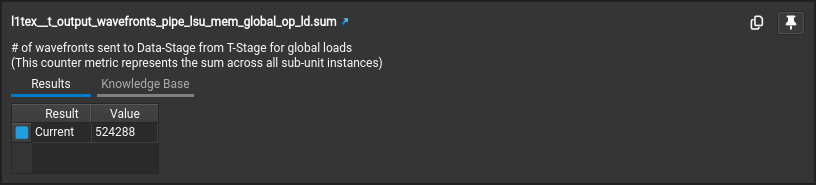 l1tex__t_output_wavefronts_pipe_lsu_mem_global_op_ld.sum
# of wavefronts sent to Data-Stage from T-Stage for global loads
(This counter metric represents the sum across all sub-unit instances)
Results Knowledge Base
Result Value
Current 524288